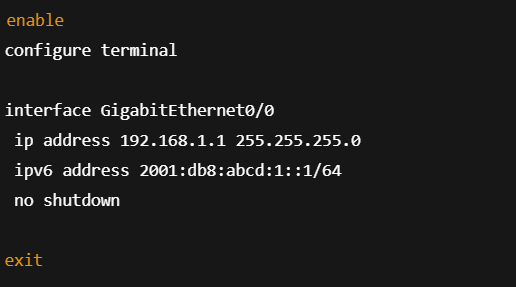 enable
configure terminal
interface GigabitEthernet0/0
ip address 192.168.1.1 255.255.255.0
ipv6 address 2001:db8:abcd:1::1/64
no shutdown
exit